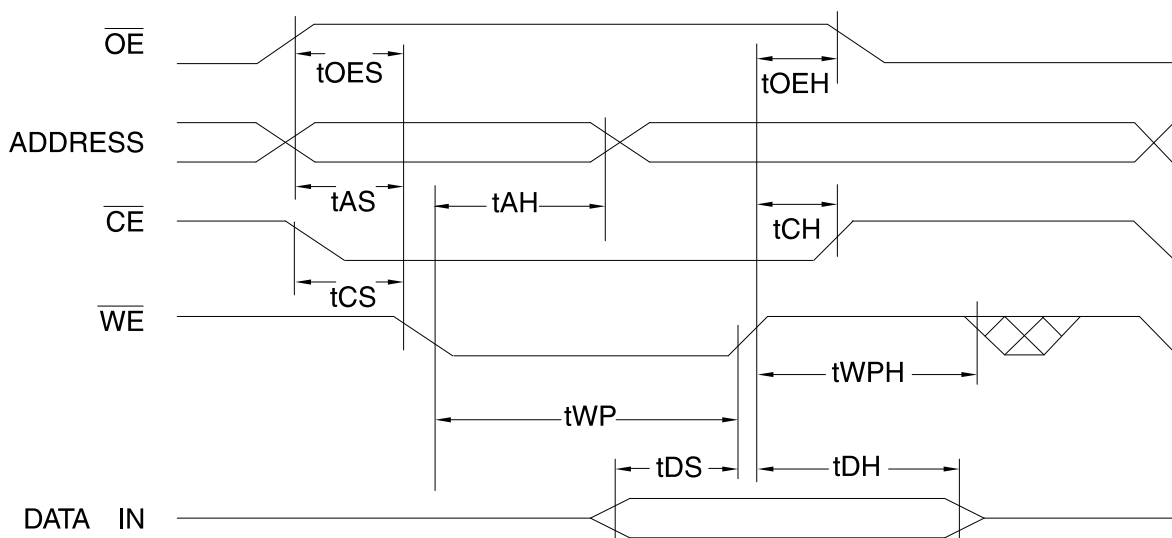 OE
tOES
tOEH
ADDRESS
tAS
tAH
CE
tCH
tCS
WE
tWPH
tWP
tDS
tDH
DATA IN